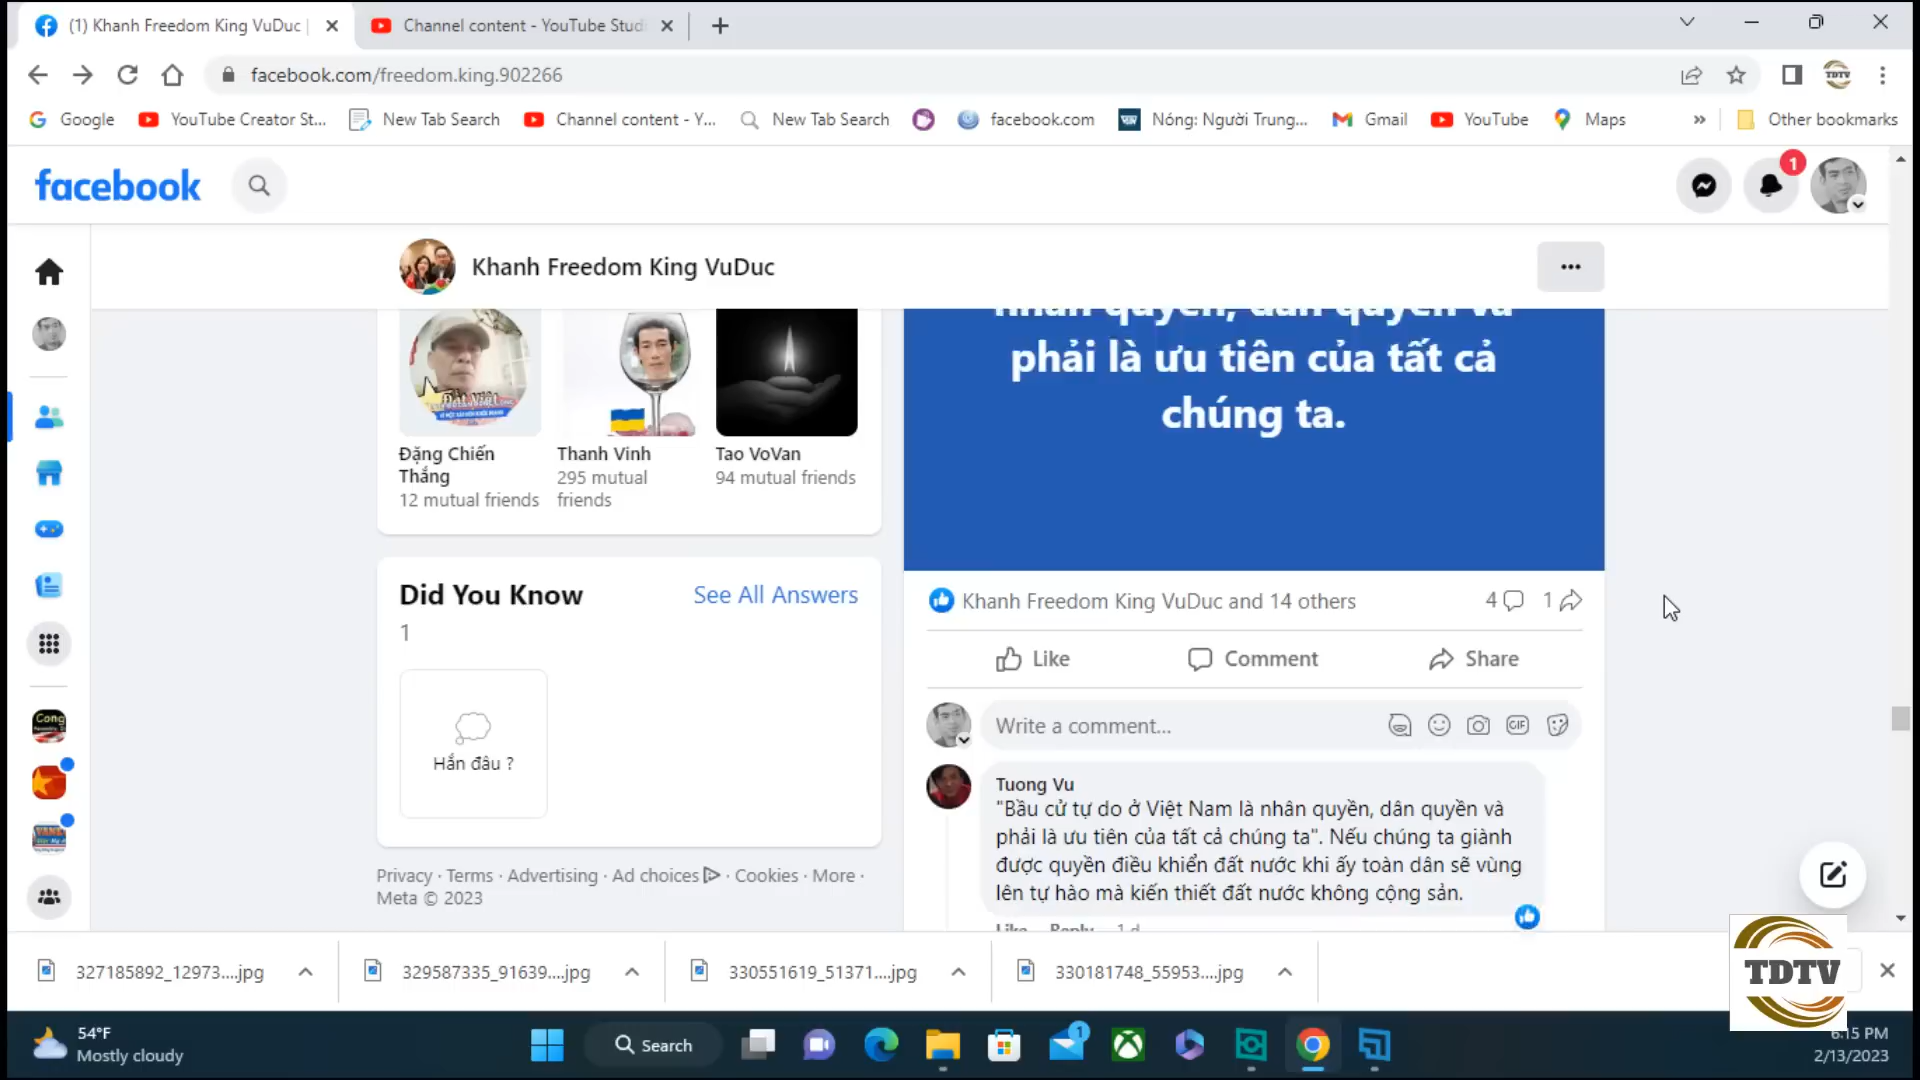 (1) Khanh Freedom King VuDuc |
Channel content - YouTube Studi
facebook.com/freedom.king.902266
TDTV
Google
YouTube Creator St...
New Tab Search
Channel content - Y...
New Tab Search
facebook.com
Nóng: Người Trung...
Gmail
YouTube
Maps
»
Other bookmarks
facebook
1
Khanh Freedom King VuDuc
...
Đặng Chiến
Thắng
12 mutual friends
Thanh Vinh
295 mutual
friends
Tao VoVan
94 mutual friends
nhân quyền, dân quyền và
phải là ưu tiên của tất cả
chúng ta.
Did You Know
See All Answers
1
Hắn đâu ?
Privacy · Terms · Advertising · Ad choices · Cookies · More ·
Meta © 2023
Khanh Freedom King VuDuc and 14 others
4
1
Like
Comment
Share
Write a comment...
GIF
Tuong Vu
"Bầu cử tự do ở Việt Nam là nhân quyền, dân quyền và
phải là ưu tiên của tất cả chúng ta". Nếu chúng ta giành
được quyền điều khiển đất nước khi ấy toàn dân sẽ vùng
lên tự hào mà kiến thiết đất nước không cộng sản.
Like Reply 1 d
Cong
327185892_12973....jpg
329587335_91639....jpg
330551619_51371....jpg
330181748_55953....jpg
TDTV
54°F
Mostly cloudy
Search
1
6:15 PM
2/13/2023